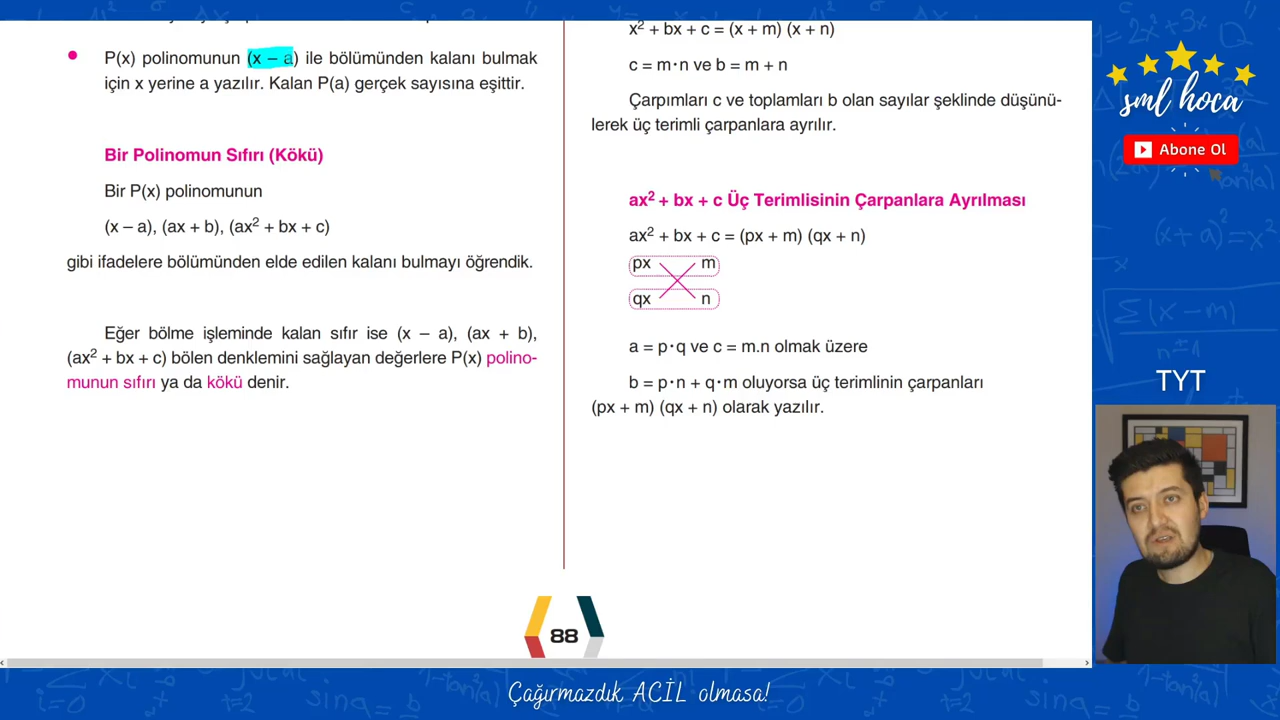 P(x) polinomunun (x – a) ile bölümünden kalanı bulmak
için x yerine a yazılır. Kalan P(a) gerçek sayısına eşittir.
Bir Polinomun Sıfırı (Kökü)
Bir P(x) polinomunun
(x – a), (ax + b), (ax² + bx + c)
gibi ifadelere bölümünden elde edilen kalanı bulmayı öğrendik.
Eğer bölme işleminde kalan sıfır ise (x – a), (ax + b),
(ax² + bx + c) bölen denklemini sağlayan değerlere P(x) polino-
munun sıfırı ya da kökü denir.
x² + bx + c = (x + m) (x + n)
c = m·n ve b = m + n
Çarpımları c ve toplamları b olan sayılar şeklinde düşünü-
lerek üç terimli çarpanlara ayrılır.
ax² + bx + c Üç Terimlisinin Çarpanlara Ayrılması
ax² + bx + c = (px + m) (qx + n)
px m
qx n
a = p·q ve c = m.n olmak üzere
b = p·n + q·m oluyorsa üç terimlinin çarpanları
(px + m) (qx + n) olarak yazılır.
88
sml hoca
Abone Ol
TYT
Çağırmazdık ACİL olmasa!